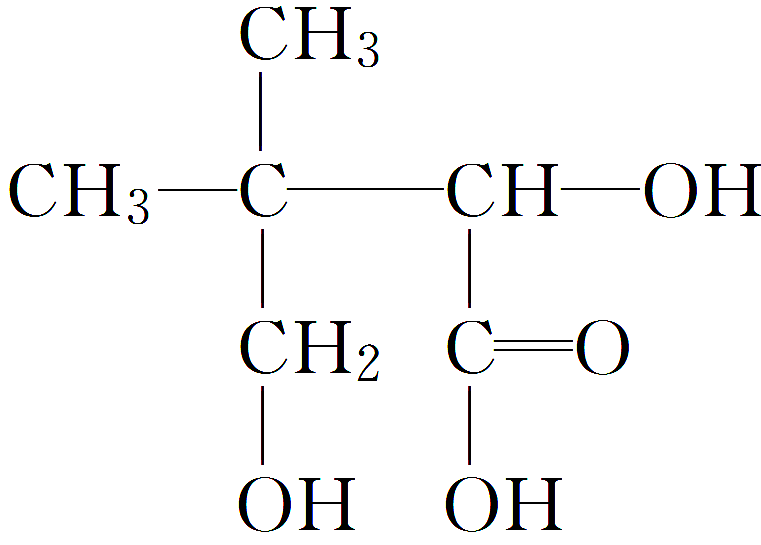 CH₃
CH₃—C—CH—OH
CH₂ C=O
OH OH